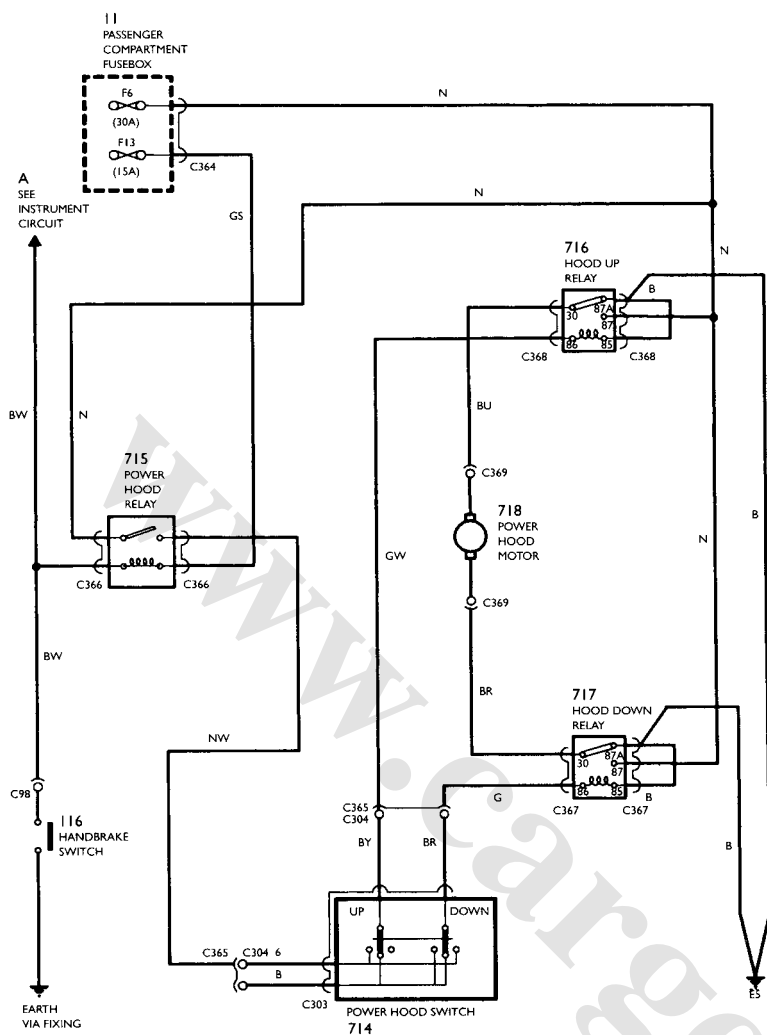 11
PASSENGER
COMPARTMENT
FUSEBOX
F6
(30A)
F13
(15A)
N
C364
A
SEE
INSTRUMENT
CIRCUIT
GS
N
N
716
HOOD UP
RELAY
B
30
87A
87
86
85
C368
C368
BW
N
BU
715
POWER
HOOD
RELAY
C369
718
POWER
HOOD
MOTOR
B
GW
N
C366
C366
C369
BW
BR
717
HOOD DOWN
RELAY
NW
30
87A
87
86
85
G
B
C367
C367
C98
C365
C304
116
HANDBRAKE
SWITCH
BY
BR
B
UP
DOWN
C365
C304
6
B
C303
E5
EARTH
VIA FIXING
POWER HOOD SWITCH
714
www.carge